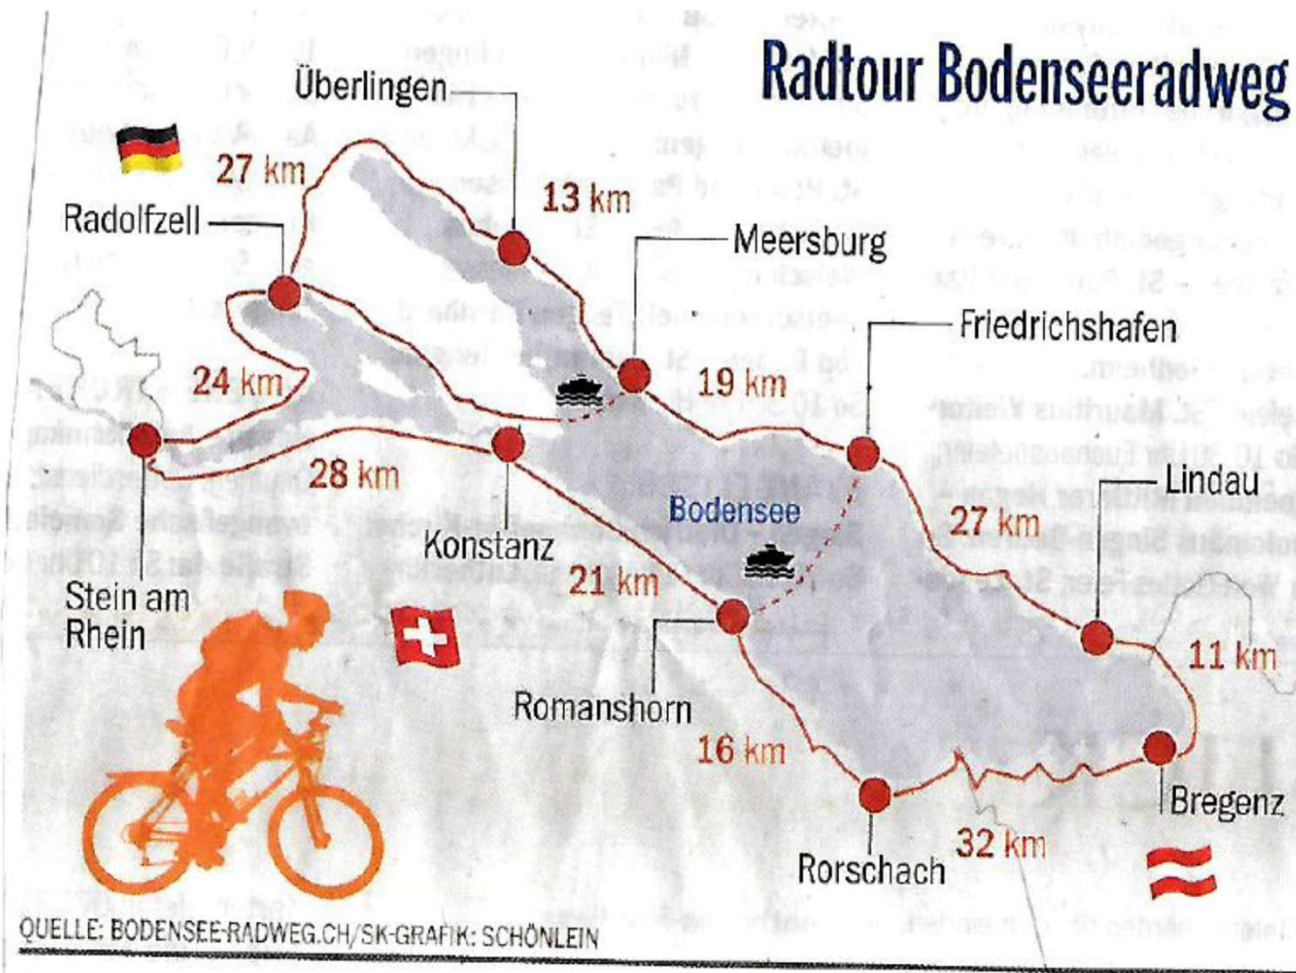 Radtour Bodenseeradweg
Überlingen
27 km
13 km
Radolfzell
Meersburg
Friedrichshafen
24 km
19 km
28 km
Lindau
Bodensee
27 km
Konstanz
21 km
Stein am
Rhein
11 km
Romanshorn
16 km
Bregenz
32 km
Rorschach
QUELLE: BODENSEE-RADWEG.CH/SK-GRAFIK: SCHÖNLEIN